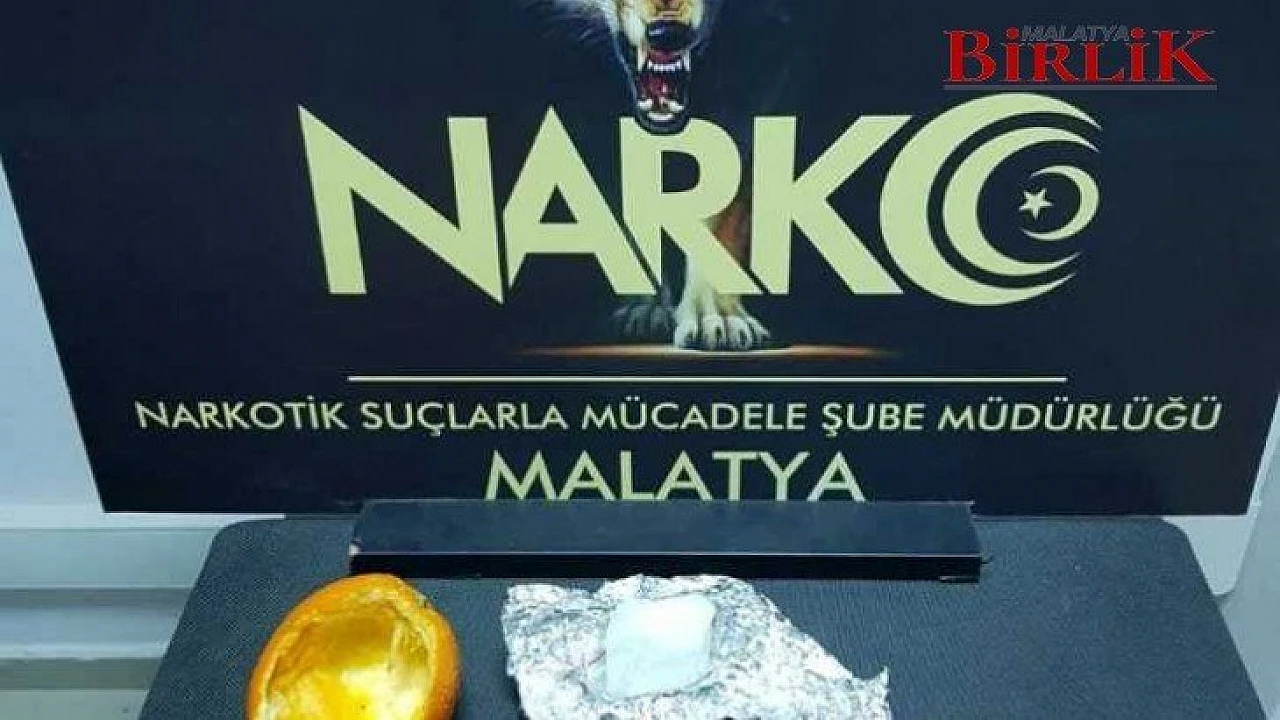 MALATYA
BİRLİK
NARKO
NARKOTİK SUÇLARLA MÜCADELE ŞUBE MÜDÜRLÜĞÜ
MALATYA